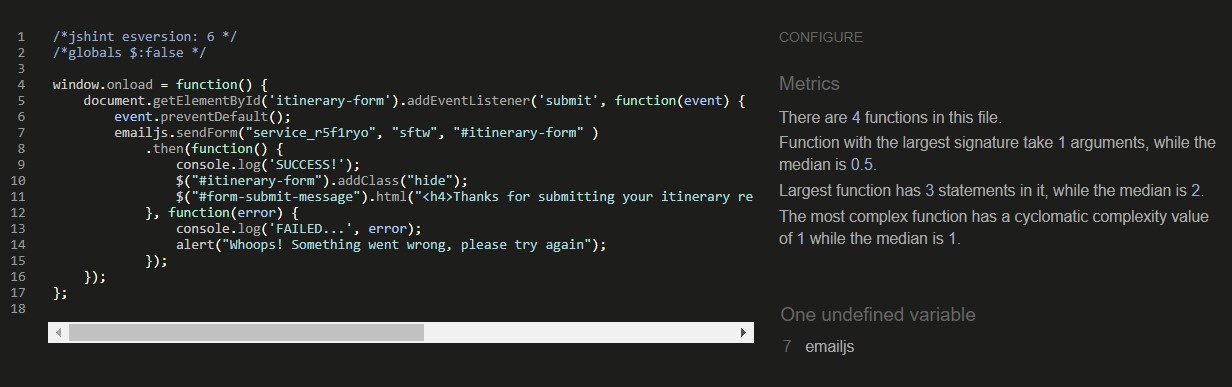 1 /*jshint esversion: 6 */
2 /*globals $:false */
3
4 window.onload = function() {
5     document.getElementById('itinerary-form').addEventListener('submit', function(event) {
6         event.preventDefault();
7         emailjs.sendForm("service_r5f1ryo", "sftw", "#itinerary-form" )
8             .then(function() {
9                 console.log('SUCCESS!');
10                 $("#itinerary-form").addClass("hide");
11                 $("#form-submit-message").html("<h4>Thanks for submitting your itinerary re
12             }, function(error) {
13                 console.log('FAILED...', error);
14                 alert("Whoops! Something went wrong, please try again");
15             });
16     });
17 };
18
CONFIGURE
Metrics
There are 4 functions in this file.
Function with the largest signature take 1 arguments, while the
median is 0.5.
Largest function has 3 statements in it, while the median is 2.
The most complex function has a cyclomatic complexity value
of 1 while the median is 1.
One undefined variable
7 emailjs